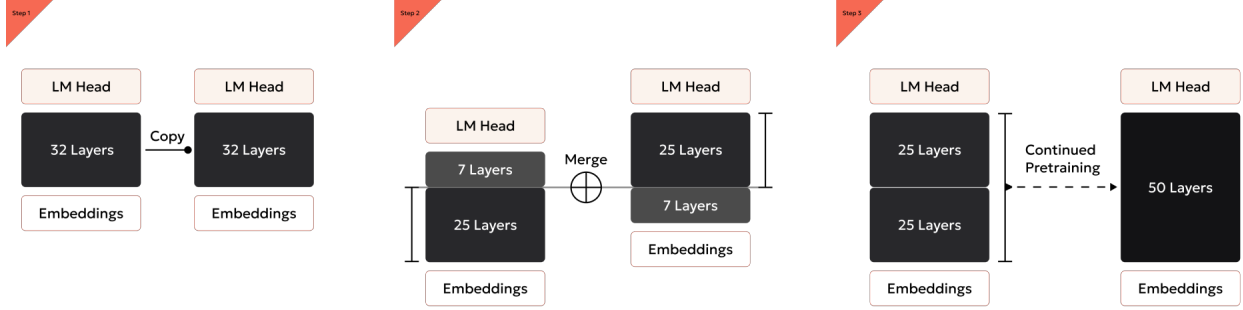 Step 1
LM Head
LM Head
32 Layers
Copy
32 Layers
Embeddings
Embeddings
Step 2
LM Head
7 Layers
25 Layers
Embeddings
Merge
LM Head
25 Layers
7 Layers
Embeddings
Step 3
LM Head
25 Layers
25 Layers
Embeddings
Continued
Pretraining
LM Head
50 Layers
Embeddings